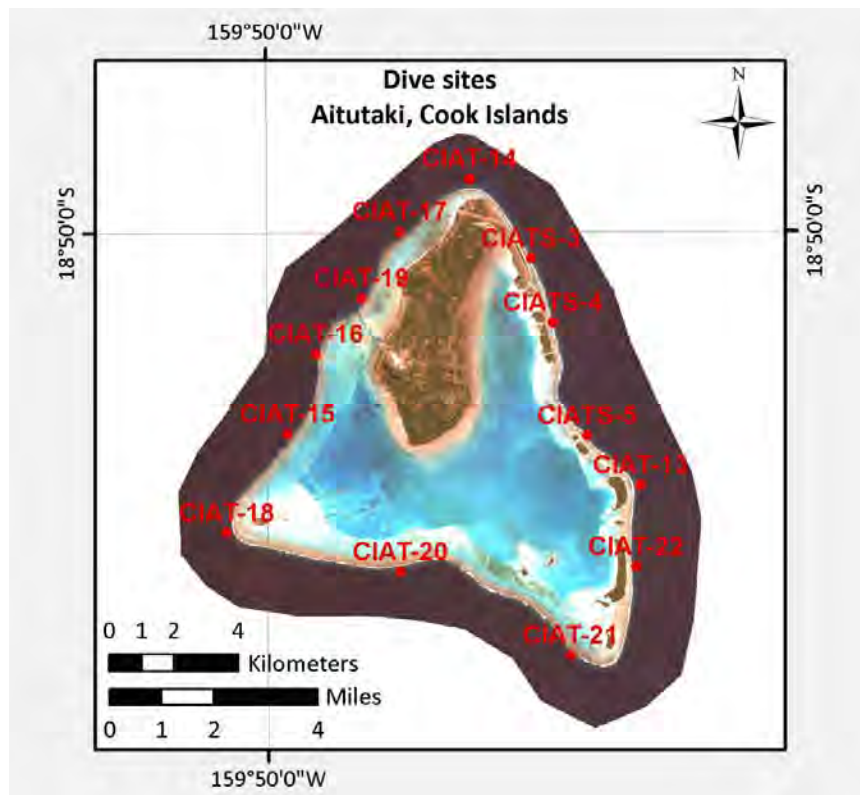 159°50'0"W
Dive sites
Aitutaki, Cook Islands
N
CIAT-14
CIAT-17
18°50'0"S
18°50'0"S
CIATS-3
CIAT-19
CIATS-4
CIAT-16
CIAT-15
CIATS-5
CIAT-13
CIAT-18
CIAT-20
CIAT-22
CIAT-21
0 1 2 4
Kilometers
Miles
0 1 2 4
159°50'0"W